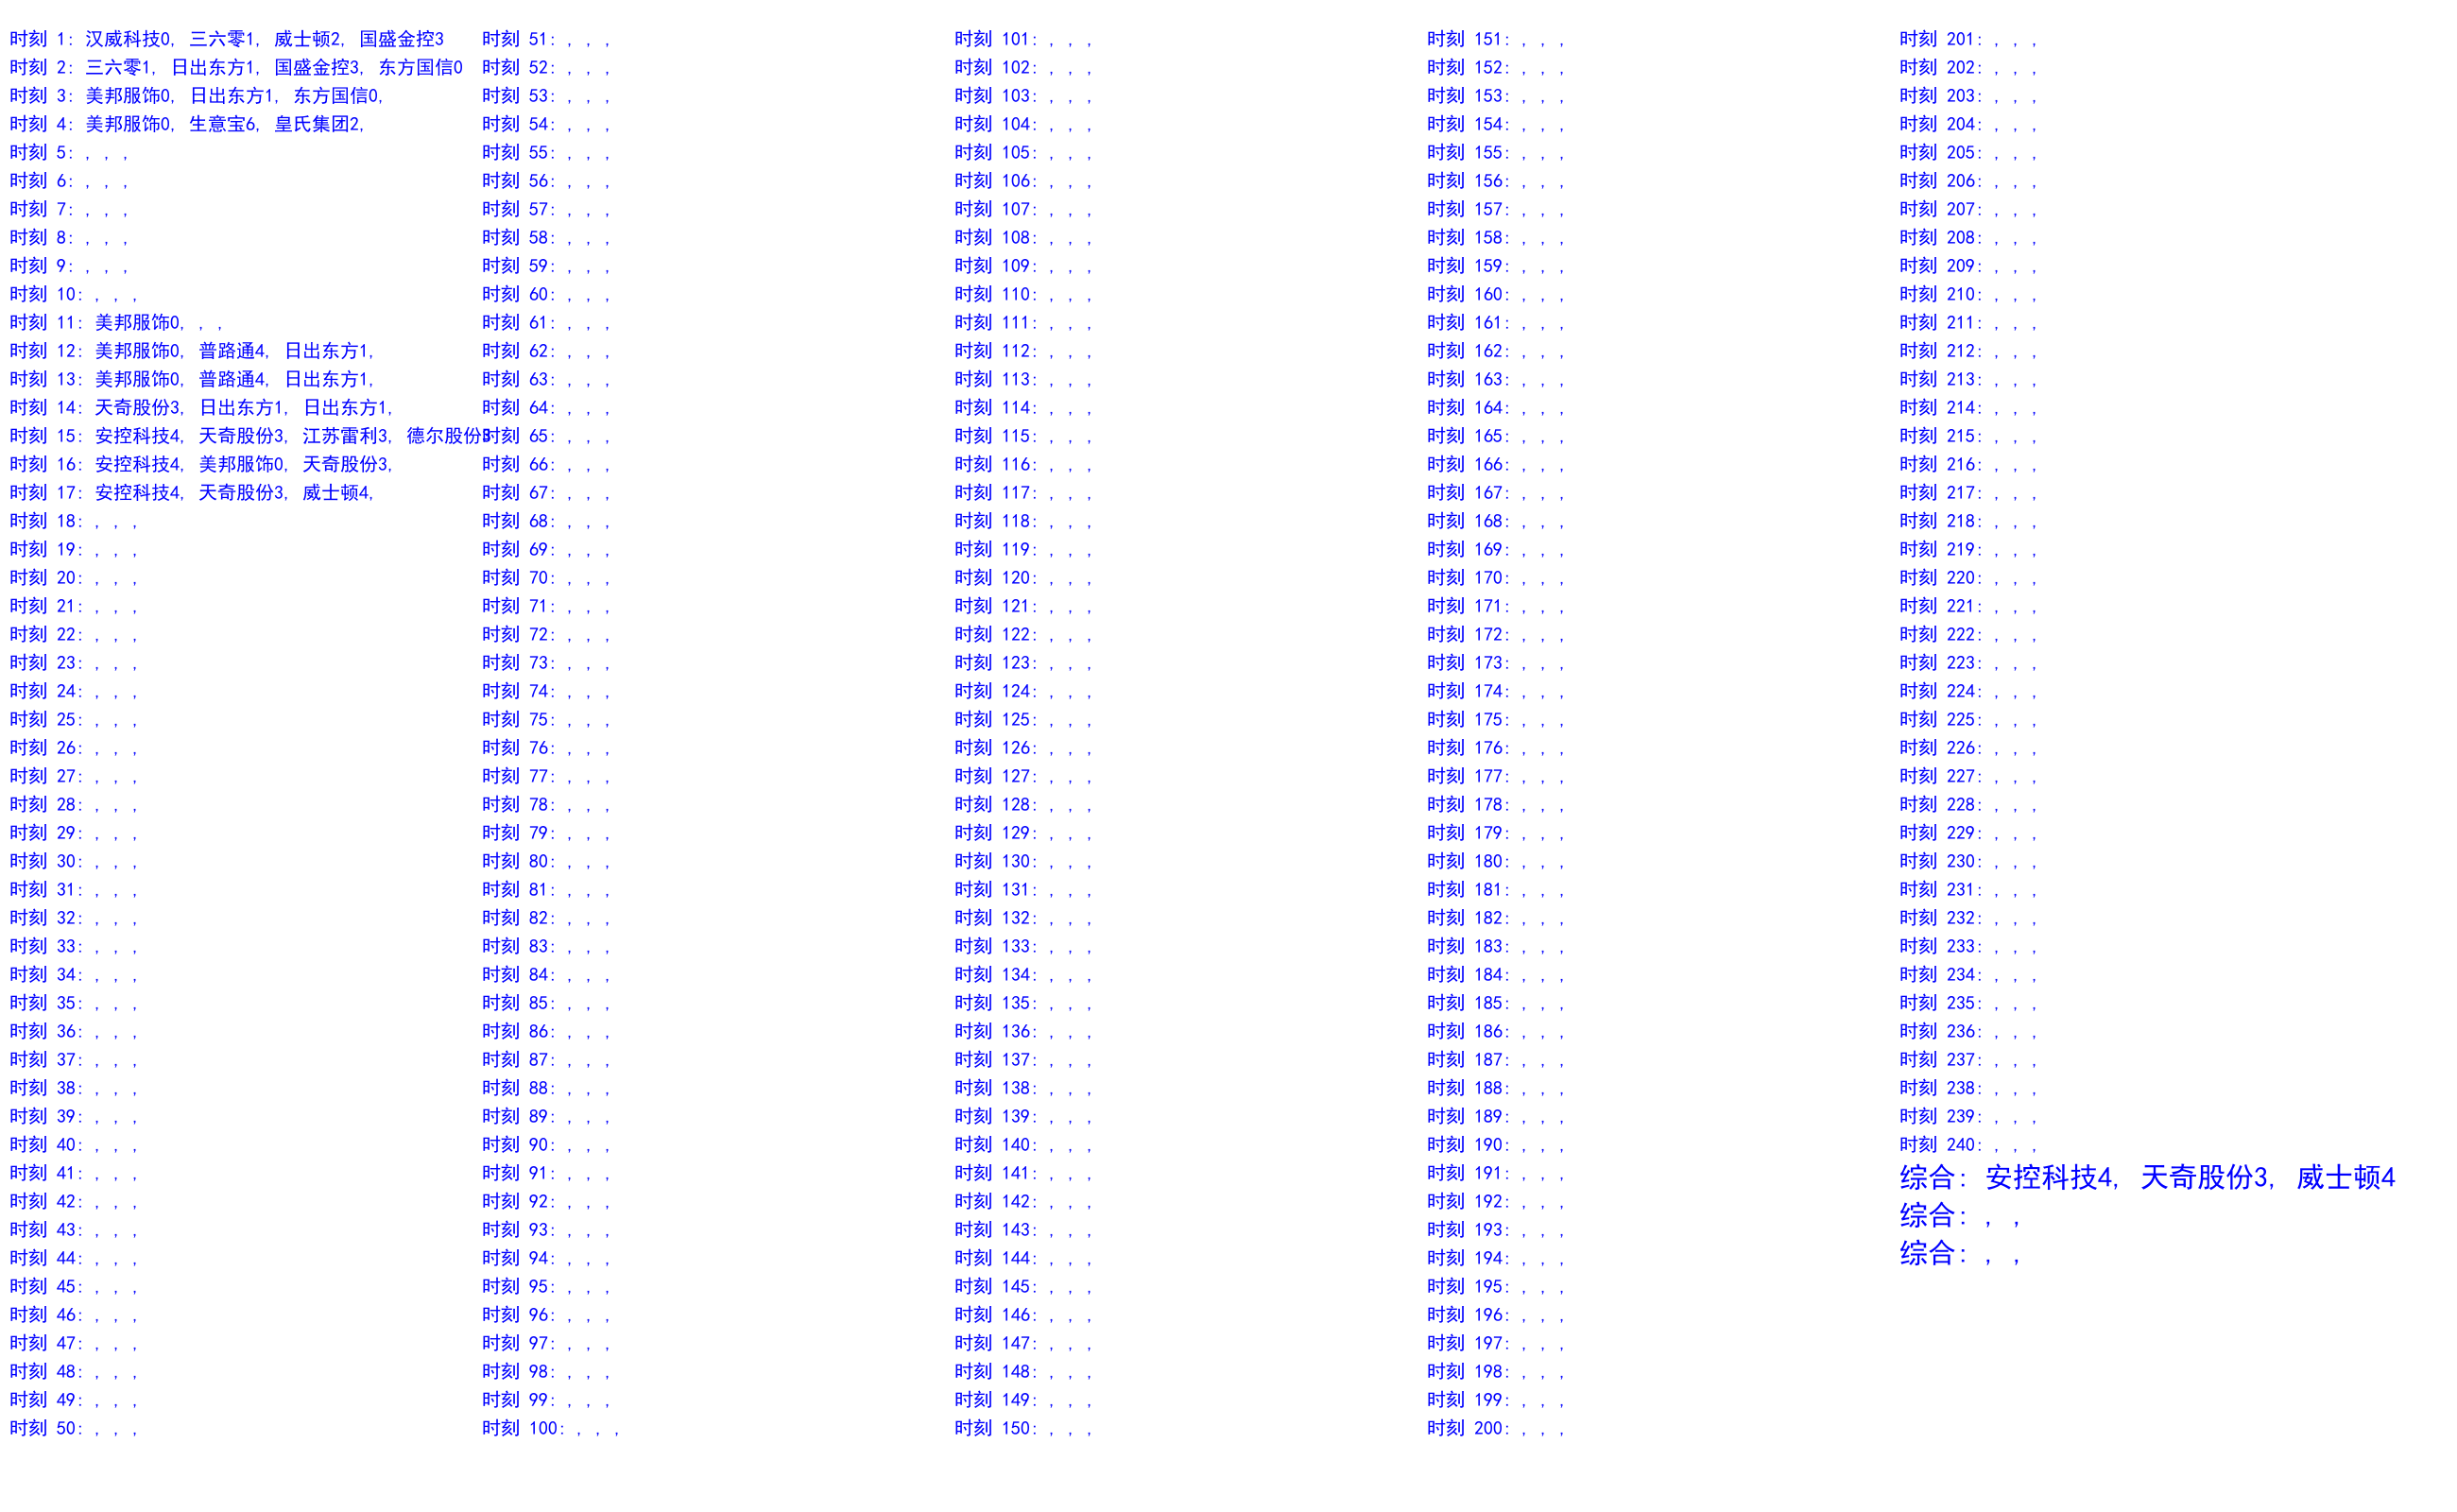 时刻 1: 汉威科技0, 三六零1, 威士顿2, 国盛金控3
时刻 2: 三六零1, 日出东方1, 国盛金控3, 东方国信0
时刻 3: 美邦服饰0, 日出东方1, 东方国信0,
时刻 4: 美邦服饰0, 生意宝6, 皇氏集团2,
时刻 5: , , ,
时刻 6: , , ,
时刻 7: , , ,
时刻 8: , , ,
时刻 9: , , ,
时刻 10: , , ,
时刻 11: 美邦服饰0, , ,
时刻 12: 美邦服饰0, 普路通4, 日出东方1,
时刻 13: 美邦服饰0, 普路通4, 日出东方1,
时刻 14: 天奇股份3, 日出东方1, 日出东方1,
时刻 15: 安控科技4, 天奇股份3, 江苏雷利3, 德尔股份3
时刻 16: 安控科技4, 美邦服饰0, 天奇股份3,
时刻 17: 安控科技4, 天奇股份3, 威士顿4,
时刻 18: , , ,
时刻 19: , , ,
时刻 20: , , ,
时刻 21: , , ,
时刻 22: , , ,
时刻 23: , , ,
时刻 24: , , ,
时刻 25: , , ,
时刻 26: , , ,
时刻 27: , , ,
时刻 28: , , ,
时刻 29: , , ,
时刻 30: , , ,
时刻 31: , , ,
时刻 32: , , ,
时刻 33: , , ,
时刻 34: , , ,
时刻 35: , , ,
时刻 36: , , ,
时刻 37: , , ,
时刻 38: , , ,
时刻 39: , , ,
时刻 40: , , ,
时刻 41: , , ,
时刻 42: , , ,
时刻 43: , , ,
时刻 44: , , ,
时刻 45: , , ,
时刻 46: , , ,
时刻 47: , , ,
时刻 48: , , ,
时刻 49: , , ,
时刻 50: , , ,
时刻 51: , , ,
时刻 52: , , ,
时刻 53: , , ,
时刻 54: , , ,
时刻 55: , , ,
时刻 56: , , ,
时刻 57: , , ,
时刻 58: , , ,
时刻 59: , , ,
时刻 60: , , ,
时刻 61: , , ,
时刻 62: , , ,
时刻 63: , , ,
时刻 64: , , ,
时刻 65: , , ,
时刻 66: , , ,
时刻 67: , , ,
时刻 68: , , ,
时刻 69: , , ,
时刻 70: , , ,
时刻 71: , , ,
时刻 72: , , ,
时刻 73: , , ,
时刻 74: , , ,
时刻 75: , , ,
时刻 76: , , ,
时刻 77: , , ,
时刻 78: , , ,
时刻 79: , , ,
时刻 80: , , ,
时刻 81: , , ,
时刻 82: , , ,
时刻 83: , , ,
时刻 84: , , ,
时刻 85: , , ,
时刻 86: , , ,
时刻 87: , , ,
时刻 88: , , ,
时刻 89: , , ,
时刻 90: , , ,
时刻 91: , , ,
时刻 92: , , ,
时刻 93: , , ,
时刻 94: , , ,
时刻 95: , , ,
时刻 96: , , ,
时刻 97: , , ,
时刻 98: , , ,
时刻 99: , , ,
时刻 100: , , ,
时刻 101: , , ,
时刻 102: , , ,
时刻 103: , , ,
时刻 104: , , ,
时刻 105: , , ,
时刻 106: , , ,
时刻 107: , , ,
时刻 108: , , ,
时刻 109: , , ,
时刻 110: , , ,
时刻 111: , , ,
时刻 112: , , ,
时刻 113: , , ,
时刻 114: , , ,
时刻 115: , , ,
时刻 116: , , ,
时刻 117: , , ,
时刻 118: , , ,
时刻 119: , , ,
时刻 120: , , ,
时刻 121: , , ,
时刻 122: , , ,
时刻 123: , , ,
时刻 124: , , ,
时刻 125: , , ,
时刻 126: , , ,
时刻 127: , , ,
时刻 128: , , ,
时刻 129: , , ,
时刻 130: , , ,
时刻 131: , , ,
时刻 132: , , ,
时刻 133: , , ,
时刻 134: , , ,
时刻 135: , , ,
时刻 136: , , ,
时刻 137: , , ,
时刻 138: , , ,
时刻 139: , , ,
时刻 140: , , ,
时刻 141: , , ,
时刻 142: , , ,
时刻 143: , , ,
时刻 144: , , ,
时刻 145: , , ,
时刻 146: , , ,
时刻 147: , , ,
时刻 148: , , ,
时刻 149: , , ,
时刻 150: , , ,
时刻 151: , , ,
时刻 152: , , ,
时刻 153: , , ,
时刻 154: , , ,
时刻 155: , , ,
时刻 156: , , ,
时刻 157: , , ,
时刻 158: , , ,
时刻 159: , , ,
时刻 160: , , ,
时刻 161: , , ,
时刻 162: , , ,
时刻 163: , , ,
时刻 164: , , ,
时刻 165: , , ,
时刻 166: , , ,
时刻 167: , , ,
时刻 168: , , ,
时刻 169: , , ,
时刻 170: , , ,
时刻 171: , , ,
时刻 172: , , ,
时刻 173: , , ,
时刻 174: , , ,
时刻 175: , , ,
时刻 176: , , ,
时刻 177: , , ,
时刻 178: , , ,
时刻 179: , , ,
时刻 180: , , ,
时刻 181: , , ,
时刻 182: , , ,
时刻 183: , , ,
时刻 184: , , ,
时刻 185: , , ,
时刻 186: , , ,
时刻 187: , , ,
时刻 188: , , ,
时刻 189: , , ,
时刻 190: , , ,
时刻 191: , , ,
时刻 192: , , ,
时刻 193: , , ,
时刻 194: , , ,
时刻 195: , , ,
时刻 196: , , ,
时刻 197: , , ,
时刻 198: , , ,
时刻 199: , , ,
时刻 200: , , ,
时刻 201: , , ,
时刻 202: , , ,
时刻 203: , , ,
时刻 204: , , ,
时刻 205: , , ,
时刻 206: , , ,
时刻 207: , , ,
时刻 208: , , ,
时刻 209: , , ,
时刻 210: , , ,
时刻 211: , , ,
时刻 212: , , ,
时刻 213: , , ,
时刻 214: , , ,
时刻 215: , , ,
时刻 216: , , ,
时刻 217: , , ,
时刻 218: , , ,
时刻 219: , , ,
时刻 220: , , ,
时刻 221: , , ,
时刻 222: , , ,
时刻 223: , , ,
时刻 224: , , ,
时刻 225: , , ,
时刻 226: , , ,
时刻 227: , , ,
时刻 228: , , ,
时刻 229: , , ,
时刻 230: , , ,
时刻 231: , , ,
时刻 232: , , ,
时刻 233: , , ,
时刻 234: , , ,
时刻 235: , , ,
时刻 236: , , ,
时刻 237: , , ,
时刻 238: , , ,
时刻 239: , , ,
时刻 240: , , ,
综合: 安控科技4, 天奇股份3, 威士顿4
综合: , ,
综合: , ,